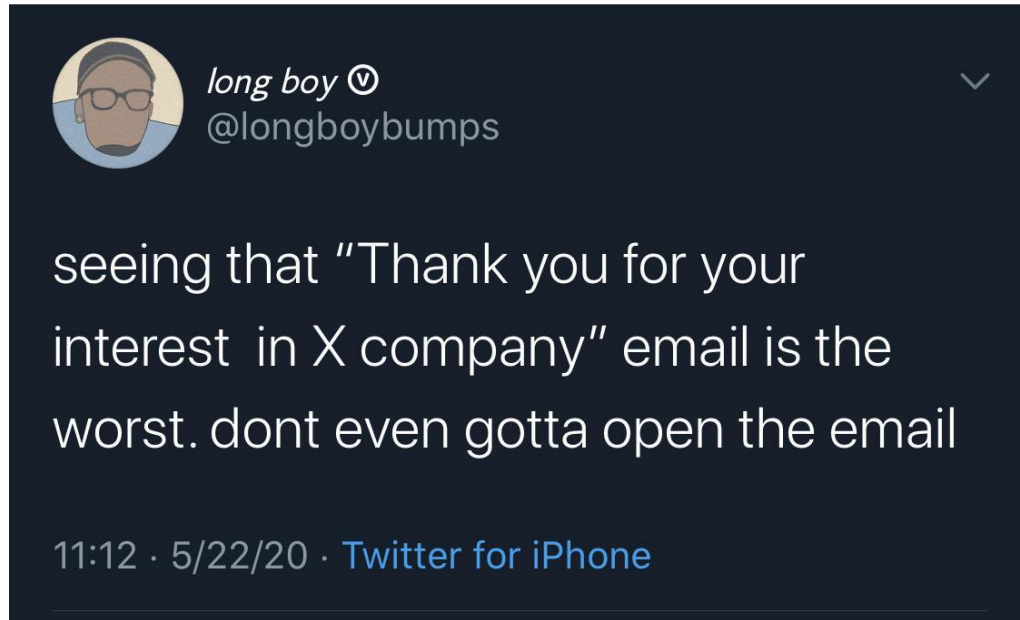 long boy Ⓥ
@longboybumps
seeing that "Thank you for your
interest  in X company" email is the
worst. dont even gotta open the email
11:12 · 5/22/20 · Twitter for iPhone